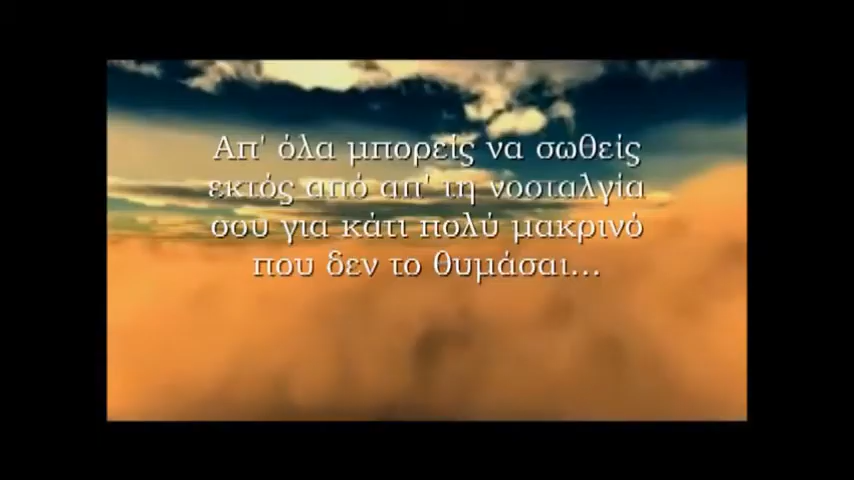 Απ' όλα μπορείς να σωθείς
εκτός από απ' τη νοσταλγία
σου για κάτι πολύ μακρινό
που δεν το θυμάσαι...